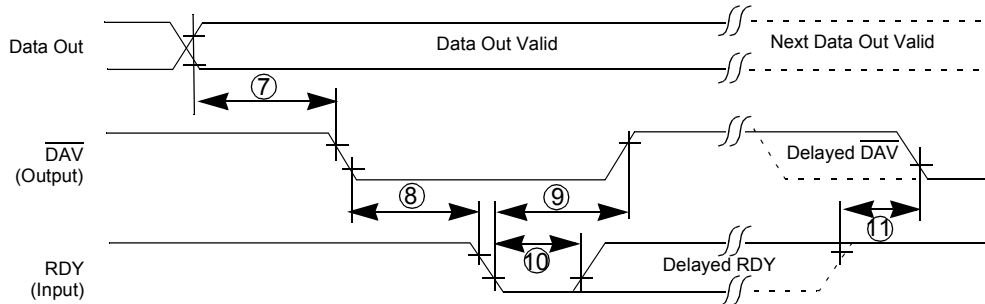 Data Out
Data Out Valid
Next Data Out Valid
⑦
DAV
(Output)
Delayed DAV
⑧
⑨
⑪
RDY
(Input)
⑩
Delayed RDY